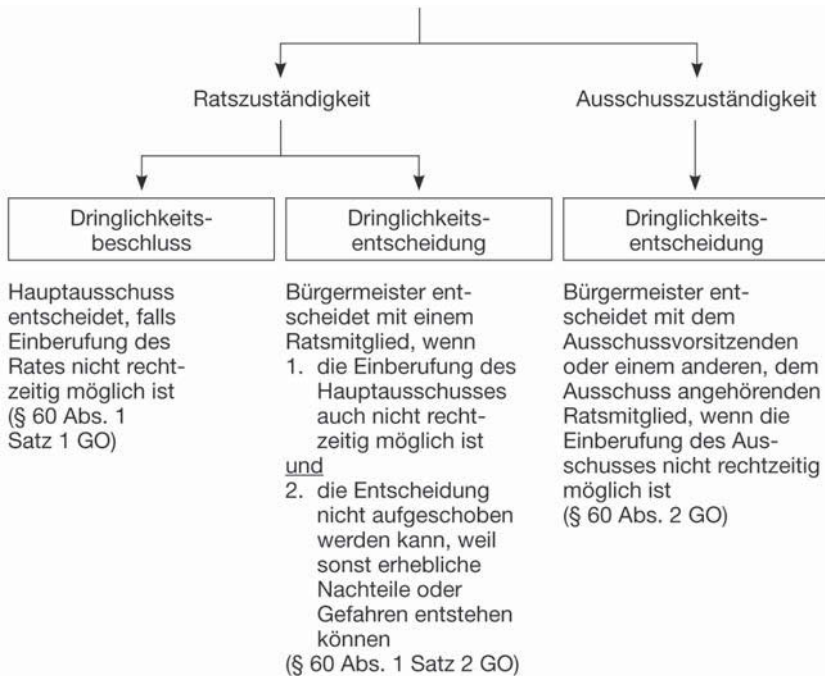 Ratszuständigkeit
Ausschusszuständigkeit
Dringlichkeits-
beschluss
Dringlichkeits-
entscheidung
Dringlichkeits-
entscheidung
Hauptausschuss
entscheidet, falls
Einberufung des
Rates nicht recht-
zeitig möglich ist
(§ 60 Abs. 1
Satz 1 GO)
Bürgermeister ent-
scheidet mit einem
Ratsmitglied, wenn
1. die Einberufung des
Hauptausschusses
auch nicht recht-
zeitig möglich ist
und
2. die Entscheidung
nicht aufgeschoben
werden kann, weil
sonst erhebliche
Nachteile oder
Gefahren entstehen
können
(§ 60 Abs. 1 Satz 2 GO)
Bürgermeister ent-
scheidet mit dem
Ausschussvorsitzenden
oder einem anderen, dem
Ausschuss angehörenden
Ratsmitglied, wenn die
Einberufung des Aus-
schusses nicht rechtzeitig
möglich ist
(§ 60 Abs. 2 GO)